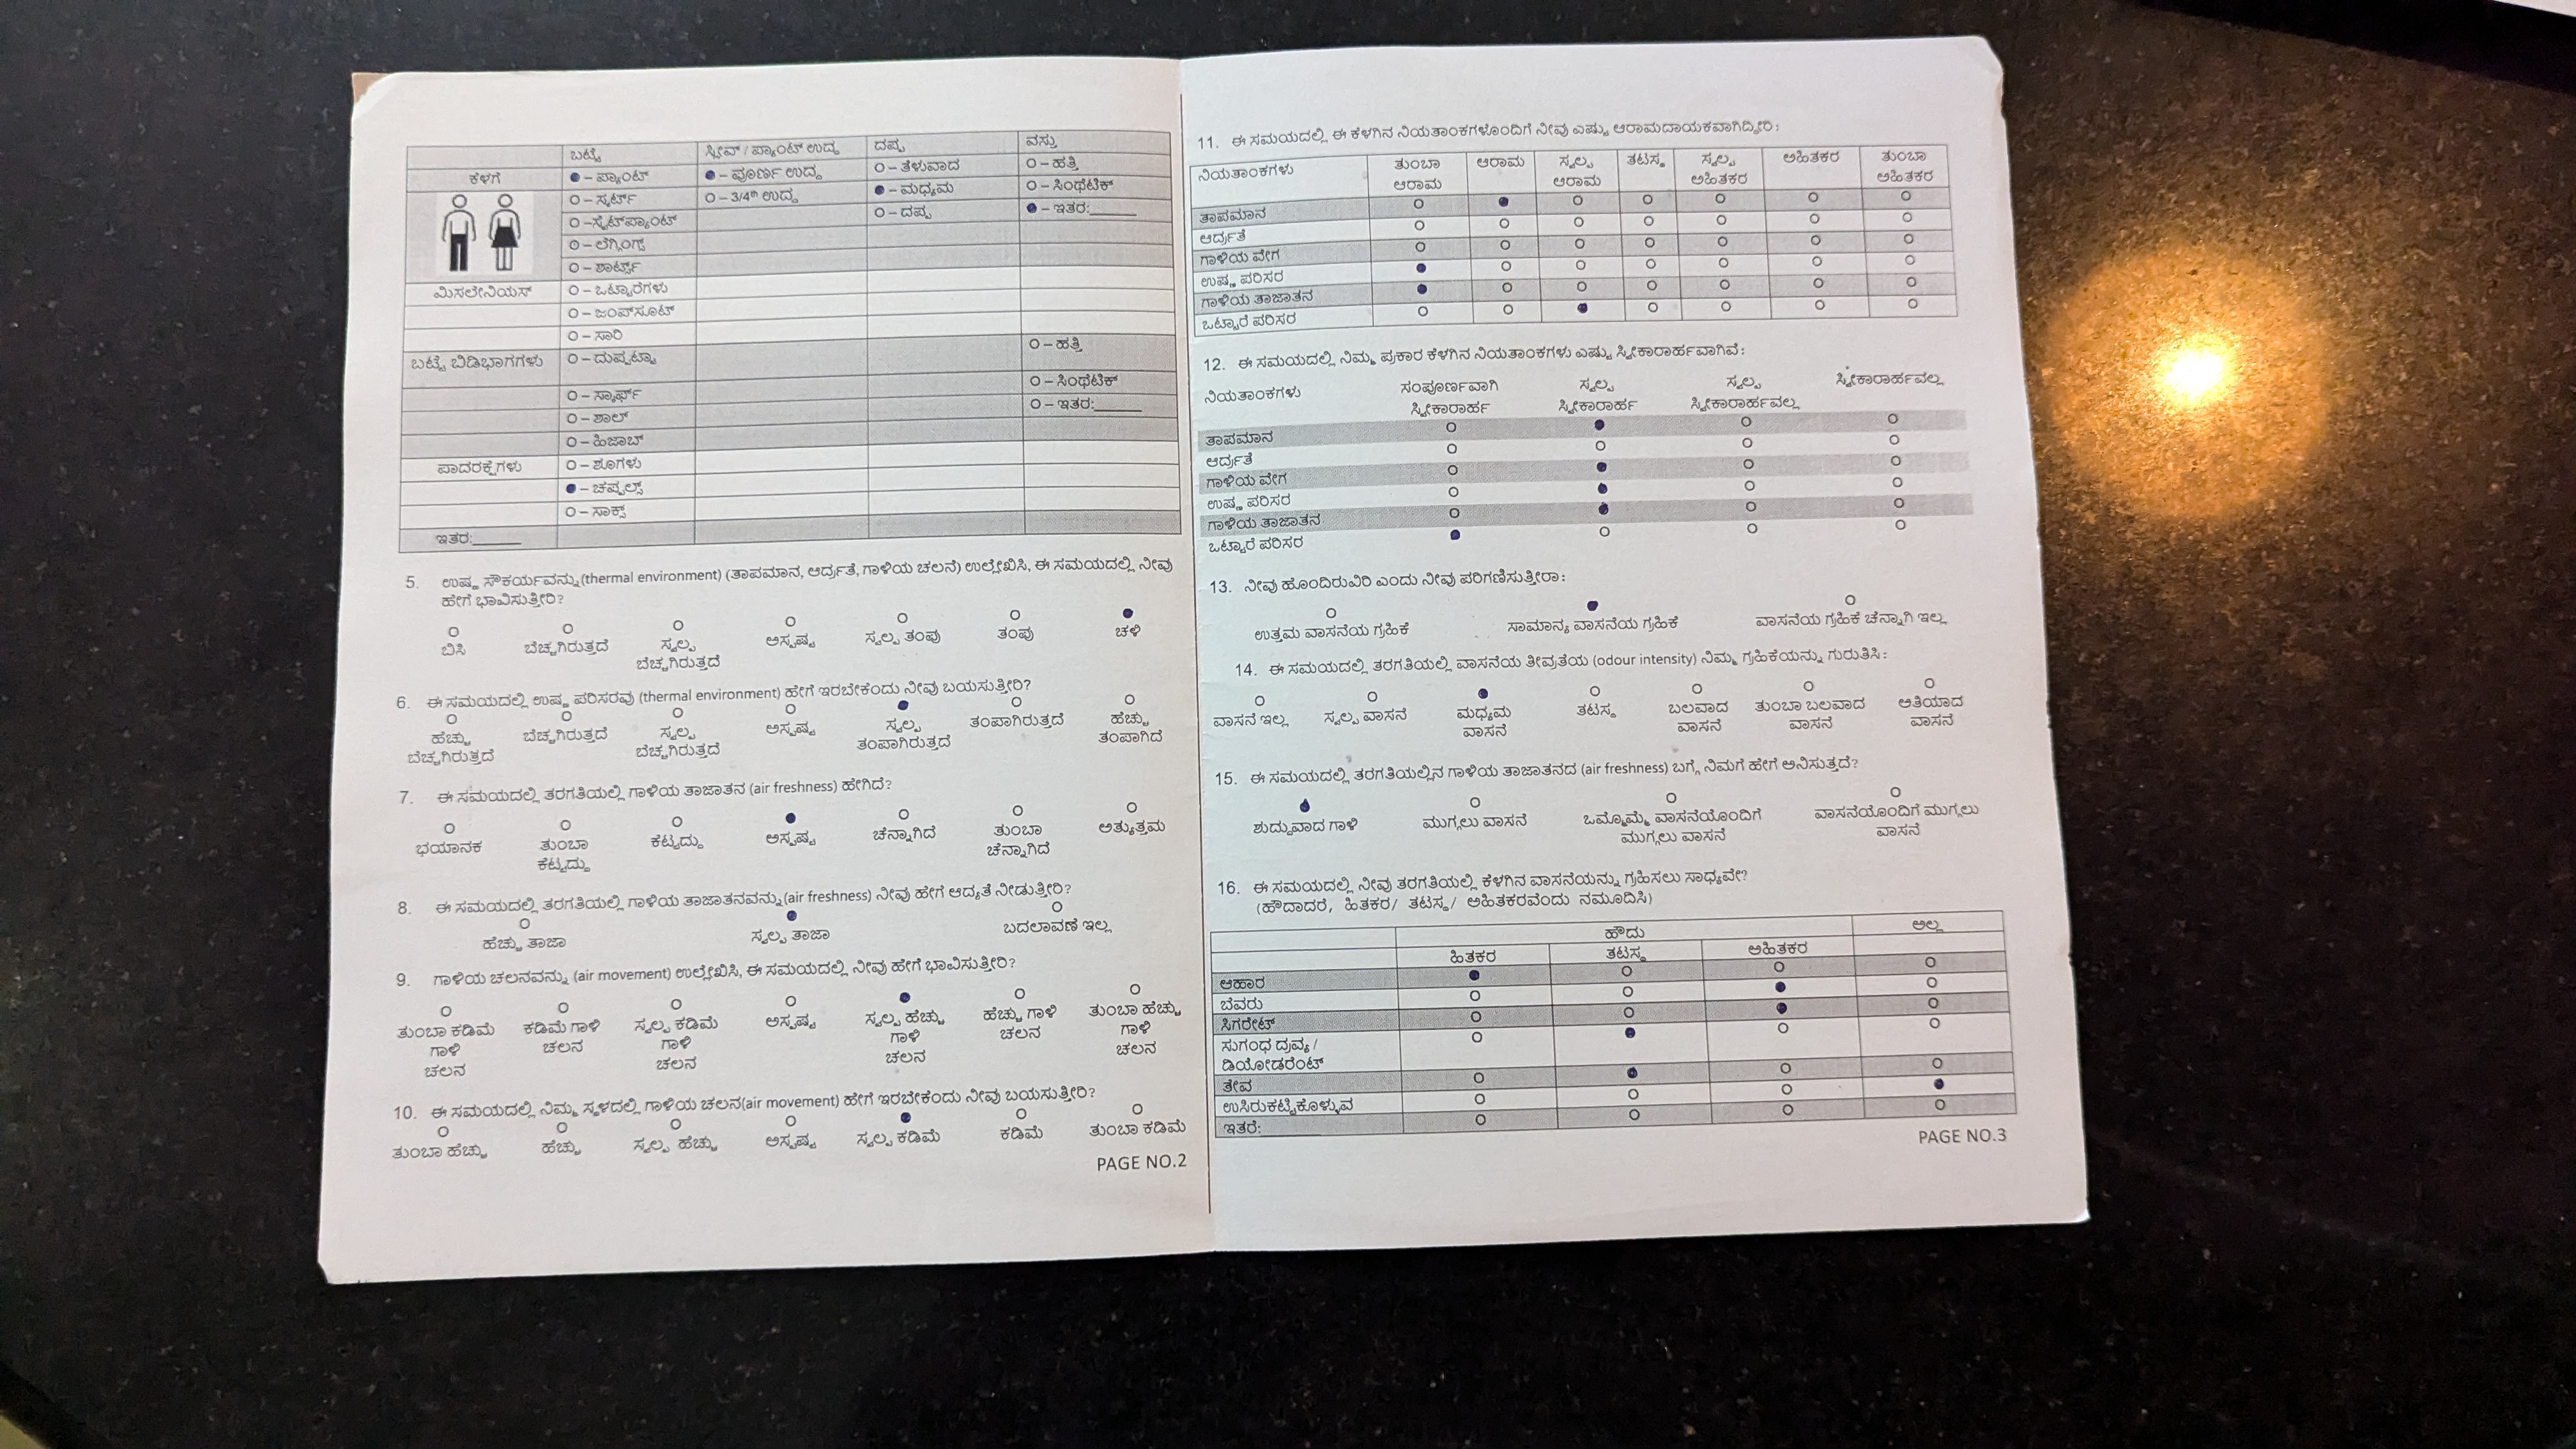 ಬಟ್ಟೆ ಸ್ಲೀವ್ / ಪ್ಯಾಂಟ್ ಉದ್ದ ದಪ್ಪ ವಸ್ತು
ಕೆಳಗೆ ●– ಪ್ಯಾಂಟ್ ●– ಪೂರ್ಣ ಉದ್ದ O – ತೆಳುವಾದ O – ಹತ್ತಿ
O – ಸ್ಕರ್ಟ್ O – 3/4th ಉದ್ದ ●– ಮಧ್ಯಮ O – ಸಿಂಥೆಟಿಕ್
O –ಸ್ವೆಟ್‌ಪ್ಯಾಂಟ್ O – ದಪ್ಪ ●– ಇತರ:______
O – ಲೆಗ್ಗಿಂಗ್ಸ್
O – ಶಾರ್ಟ್ಸ್
ಮಿಸಲೇನಿಯಸ್ O – ಒಟ್ಟಾರೆಗಳು
O – ಜಂಪ್‌ಸೂಟ್
O – ಸಾರಿ
ಬಟ್ಟೆ ಬಿಡಿಭಾಗಗಳು O – ದುಪ್ಪಟ್ಟಾ O – ಹತ್ತಿ
O – ಸ್ಕಾರ್ಫ್ O – ಸಿಂಥೆಟಿಕ್
O – ಶಾಲ್ O – ಇತರ:______
O – ಹಿಜಾಬ್
ಪಾದರಕ್ಷೆಗಳು O – ಶೂಗಳು
●– ಚಪ್ಪಲ್ಸ್
O – ಸಾಕ್ಸ್
ಇತರ:______
5. ಉಷ್ಣ ಸೌಕರ್ಯವನ್ನು(thermal environment) (ತಾಪಮಾನ, ಆರ್ದ್ರತೆ, ಗಾಳಿಯ ಚಲನೆ) ಉಲ್ಲೇಖಿಸಿ, ಈ ಸಮಯದಲ್ಲಿ ನೀವು
ಹೇಗೆ ಭಾವಿಸುತ್ತೀರಿ?
O O O O O O ●
ಬಿಸಿ ಬೆಚ್ಚಗಿರುತ್ತದೆ ಸ್ವಲ್ಪ ಅಸ್ಪಷ್ಟ ಸ್ವಲ್ಪ ತಂಪು ತಂಪು ಚಳಿ
ಬೆಚ್ಚಗಿರುತ್ತದೆ
6. ಈ ಸಮಯದಲ್ಲಿ ಉಷ್ಣ ಪರಿಸರವು (thermal environment) ಹೇಗೆ ಇರಬೇಕೆಂದು ನೀವು ಬಯಸುತ್ತೀರಿ?
O O O O ● O O
ಹೆಚ್ಚು ಬೆಚ್ಚಗಿರುತ್ತದೆ ಸ್ವಲ್ಪ ಅಸ್ಪಷ್ಟ ಸ್ವಲ್ಪ ತಂಪಾಗಿರುತ್ತದೆ ಹೆಚ್ಚು
ಬೆಚ್ಚಗಿರುತ್ತದೆ ಬೆಚ್ಚಗಿರುತ್ತದೆ ತಂಪಾಗಿರುತ್ತದೆ ತಂಪಾಗಿದೆ
7. ಈ ಸಮಯದಲ್ಲಿ ತರಗತಿಯಲ್ಲಿ ಗಾಳಿಯ ತಾಜಾತನ (air freshness) ಹೇಗಿದೆ?
O O O ● O O O
ಭಯಾನಕ ತುಂಬಾ ಕೆಟ್ಟದ್ದು ಅಸ್ಪಷ್ಟ ಚೆನ್ನಾಗಿದೆ ತುಂಬಾ ಅತ್ಯುತ್ತಮ
ಕೆಟ್ಟದ್ದು ಚೆನ್ನಾಗಿದೆ
8. ಈ ಸಮಯದಲ್ಲಿ ತರಗತಿಯಲ್ಲಿ ಗಾಳಿಯ ತಾಜಾತನವನ್ನು(air freshness) ನೀವು ಹೇಗೆ ಆದ್ಯತೆ ನೀಡುತ್ತೀರಿ?
O ● O
ಹೆಚ್ಚು ತಾಜಾ ಸ್ವಲ್ಪ ತಾಜಾ ಬದಲಾವಣೆ ಇಲ್ಲ
9. ಗಾಳಿಯ ಚಲನವನ್ನು (air movement) ಉಲ್ಲೇಖಿಸಿ, ಈ ಸಮಯದಲ್ಲಿ ನೀವು ಹೇಗೆ ಭಾವಿಸುತ್ತೀರಿ?
O O O O ● O O
ತುಂಬಾ ಕಡಿಮೆ ಕಡಿಮೆ ಗಾಳಿ ಸ್ವಲ್ಪ ಕಡಿಮೆ ಅಸ್ಪಷ್ಟ ಸ್ವಲ್ಪ ಹೆಚ್ಚು ಹೆಚ್ಚು ಗಾಳಿ ತುಂಬಾ ಹೆಚ್ಚು
ಗಾಳಿ ಚಲನ ಗಾಳಿ ಗಾಳಿ ಚಲನ ಗಾಳಿ
ಚಲನ ಚಲನ ಚಲನ ಚಲನ
10. ಈ ಸಮಯದಲ್ಲಿ ನಿಮ್ಮ ಸ್ಥಳದಲ್ಲಿ ಗಾಳಿಯ ಚಲನ(air movement) ಹೇಗೆ ಇರಬೇಕೆಂದು ನೀವು ಬಯಸುತ್ತೀರಿ?
O O O O ● O O
ತುಂಬಾ ಹೆಚ್ಚು ಹೆಚ್ಚು ಸ್ವಲ್ಪ ಹೆಚ್ಚು ಅಸ್ಪಷ್ಟ ಸ್ವಲ್ಪ ಕಡಿಮೆ ಕಡಿಮೆ ತುಂಬಾ ಕಡಿಮೆ
PAGE NO.2
11. ಈ ಸಮಯದಲ್ಲಿ ಈ ಕೆಳಗಿನ ನಿಯತಾಂಕಗಳೊಂದಿಗೆ ನೀವು ಎಷ್ಟು ಆರಾಮದಾಯಕವಾಗಿದ್ದೀರಿ:
ನಿಯತಾಂಕಗಳು ತುಂಬಾ ಆರಾಮ ಸ್ವಲ್ಪ ತಟಸ್ಥ ಸ್ವಲ್ಪ ಅಹಿತಕರ ತುಂಬಾ
ಆರಾಮ ಆರಾಮ ಅಹಿತಕರ ಅಹಿತಕರ
ತಾಪಮಾನ O ● O O O O O
ಆರ್ದ್ರತೆ O O O O O O O
ಗಾಳಿಯ ವೇಗ O O O O O O O
ಉಷ್ಣ ಪರಿಸರ ● O O O O O O
ಗಾಳಿಯ ತಾಜಾತನ ● O O O O O O
ಒಟ್ಟಾರೆ ಪರಿಸರ O O ● O O O O
12. ಈ ಸಮಯದಲ್ಲಿ ನಿಮ್ಮ ಪ್ರಕಾರ ಕೆಳಗಿನ ನಿಯತಾಂಕಗಳು ಎಷ್ಟು ಸ್ವೀಕಾರಾರ್ಹವಾಗಿವೆ:
ನಿಯತಾಂಕಗಳು ಸಂಪೂರ್ಣವಾಗಿ ಸ್ವಲ್ಪ ಸ್ವಲ್ಪ ಸ್ವೀಕಾರಾರ್ಹವಲ್ಲ
ಸ್ವೀಕಾರಾರ್ಹ ಸ್ವೀಕಾರಾರ್ಹ ಸ್ವೀಕಾರಾರ್ಹವಲ್ಲ
ತಾಪಮಾನ O ● O O
ಆರ್ದ್ರತೆ O O O O
ಗಾಳಿಯ ವೇಗ O ● O O
ಉಷ್ಣ ಪರಿಸರ O ● O O
ಗಾಳಿಯ ತಾಜಾತನ O ● O O
ಒಟ್ಟಾರೆ ಪರಿಸರ ● O O O
13. ನೀವು ಹೊಂದಿರುವಿರಿ ಎಂದು ನೀವು ಪರಿಗಣಿಸುತ್ತೀರಾ:
O ● O
ಉತ್ತಮ ವಾಸನೆಯ ಗ್ರಹಿಕೆ ಸಾಮಾನ್ಯ ವಾಸನೆಯ ಗ್ರಹಿಕೆ ವಾಸನೆಯ ಗ್ರಹಿಕೆ ಚೆನ್ನಾಗಿ ಇಲ್ಲ
14. ಈ ಸಮಯದಲ್ಲಿ ತರಗತಿಯಲ್ಲಿ ವಾಸನೆಯ ತೀವ್ರತೆಯ (odour intensity) ನಿಮ್ಮ ಗ್ರಹಿಕೆಯನ್ನು ಗುರುತಿಸಿ:
O O ● O O O O
ವಾಸನೆ ಇಲ್ಲ ಸ್ವಲ್ಪ ವಾಸನೆ ಮಧ್ಯಮ ತಟಸ್ಥ ಬಲವಾದ ತುಂಬಾ ಬಲವಾದ ಅತಿಯಾದ
ವಾಸನೆ ವಾಸನೆ ವಾಸನೆ ವಾಸನೆ
15. ಈ ಸಮಯದಲ್ಲಿ ತರಗತಿಯಲ್ಲಿನ ಗಾಳಿಯ ತಾಜಾತನದ (air freshness) ಬಗ್ಗೆ ನಿಮಗೆ ಹೇಗೆ ಅನಿಸುತ್ತದೆ?
● O O O
ಶುದ್ಧವಾದ ಗಾಳಿ ಮುಗ್ಗಲು ವಾಸನೆ ಒಮ್ಮೊಮ್ಮೆ ವಾಸನೆಯೊಂದಿಗೆ ವಾಸನೆಯೊಂದಿಗೆ ಮುಗ್ಗಲು
ಮುಗ್ಗಲು ವಾಸನೆ ವಾಸನೆ
16. ಈ ಸಮಯದಲ್ಲಿ ನೀವು ತರಗತಿಯಲ್ಲಿ ಕೆಳಗಿನ ವಾಸನೆಯನ್ನು ಗ್ರಹಿಸಲು ಸಾಧ್ಯವೇ?
(ಹೌದಾದರೆ, ಹಿತಕರ/ ತಟಸ್ಥ/ ಅಹಿತಕರವೆಂದು ನಮೂದಿಸಿ)
ಹೌದು ಅಲ್ಲ
ಹಿತಕರ ತಟಸ್ಥ ಅಹಿತಕರ
ಆಹಾರ ● O O O
ಬೆವರು O O ● O
ಸಿಗರೇಟ್ O O ● O
ಸುಗಂಧ ದ್ರವ್ಯ / O ● O O
ಡಿಯೋಡರೆಂಟ್
ತೇವ O ● O O
ಉಸಿರುಕಟ್ಟಿಕೊಳ್ಳುವ O O O ●
ಇತರೆ:__________ O O O O
PAGE NO.3